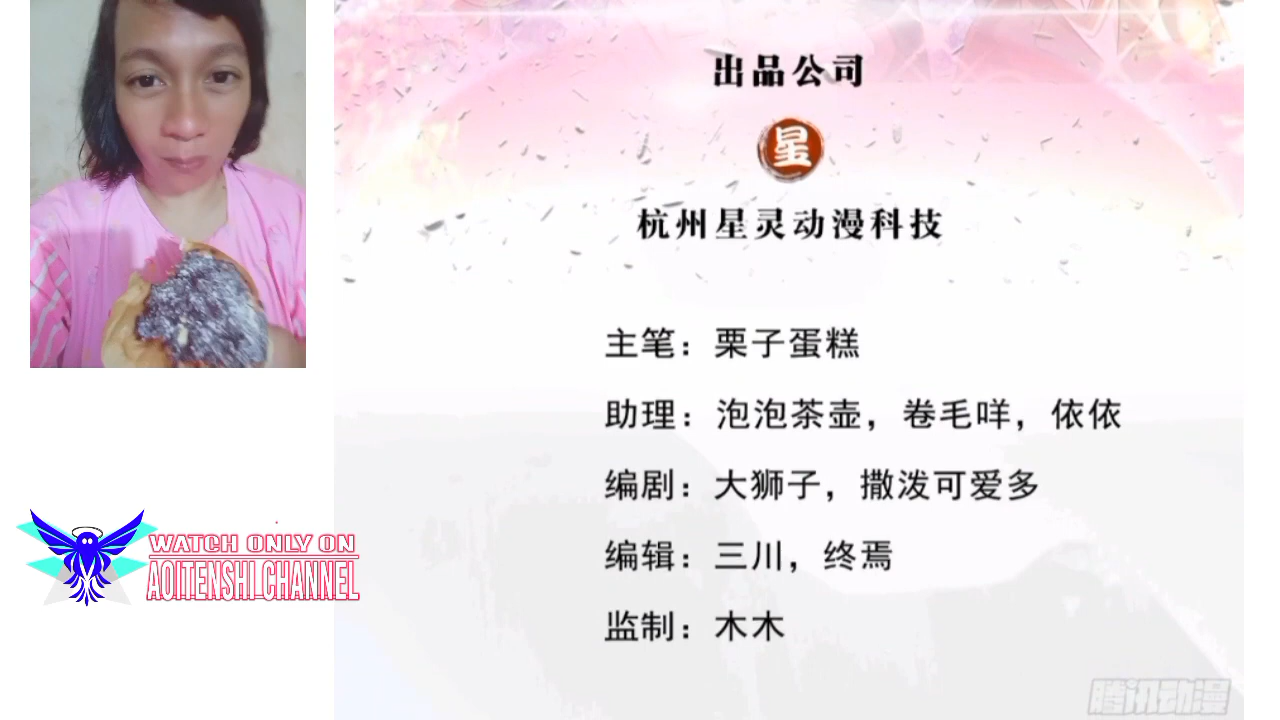 出品公司
星
杭州星灵动漫科技
主笔：栗子蛋糕
助理：泡泡茶壶，卷毛咩，依依
编剧：大狮子，撒泼可爱多
编辑：三川，终焉
监制：木木
WATCH ONLY ON
AOITENSHI CHANNEL
腾讯动漫